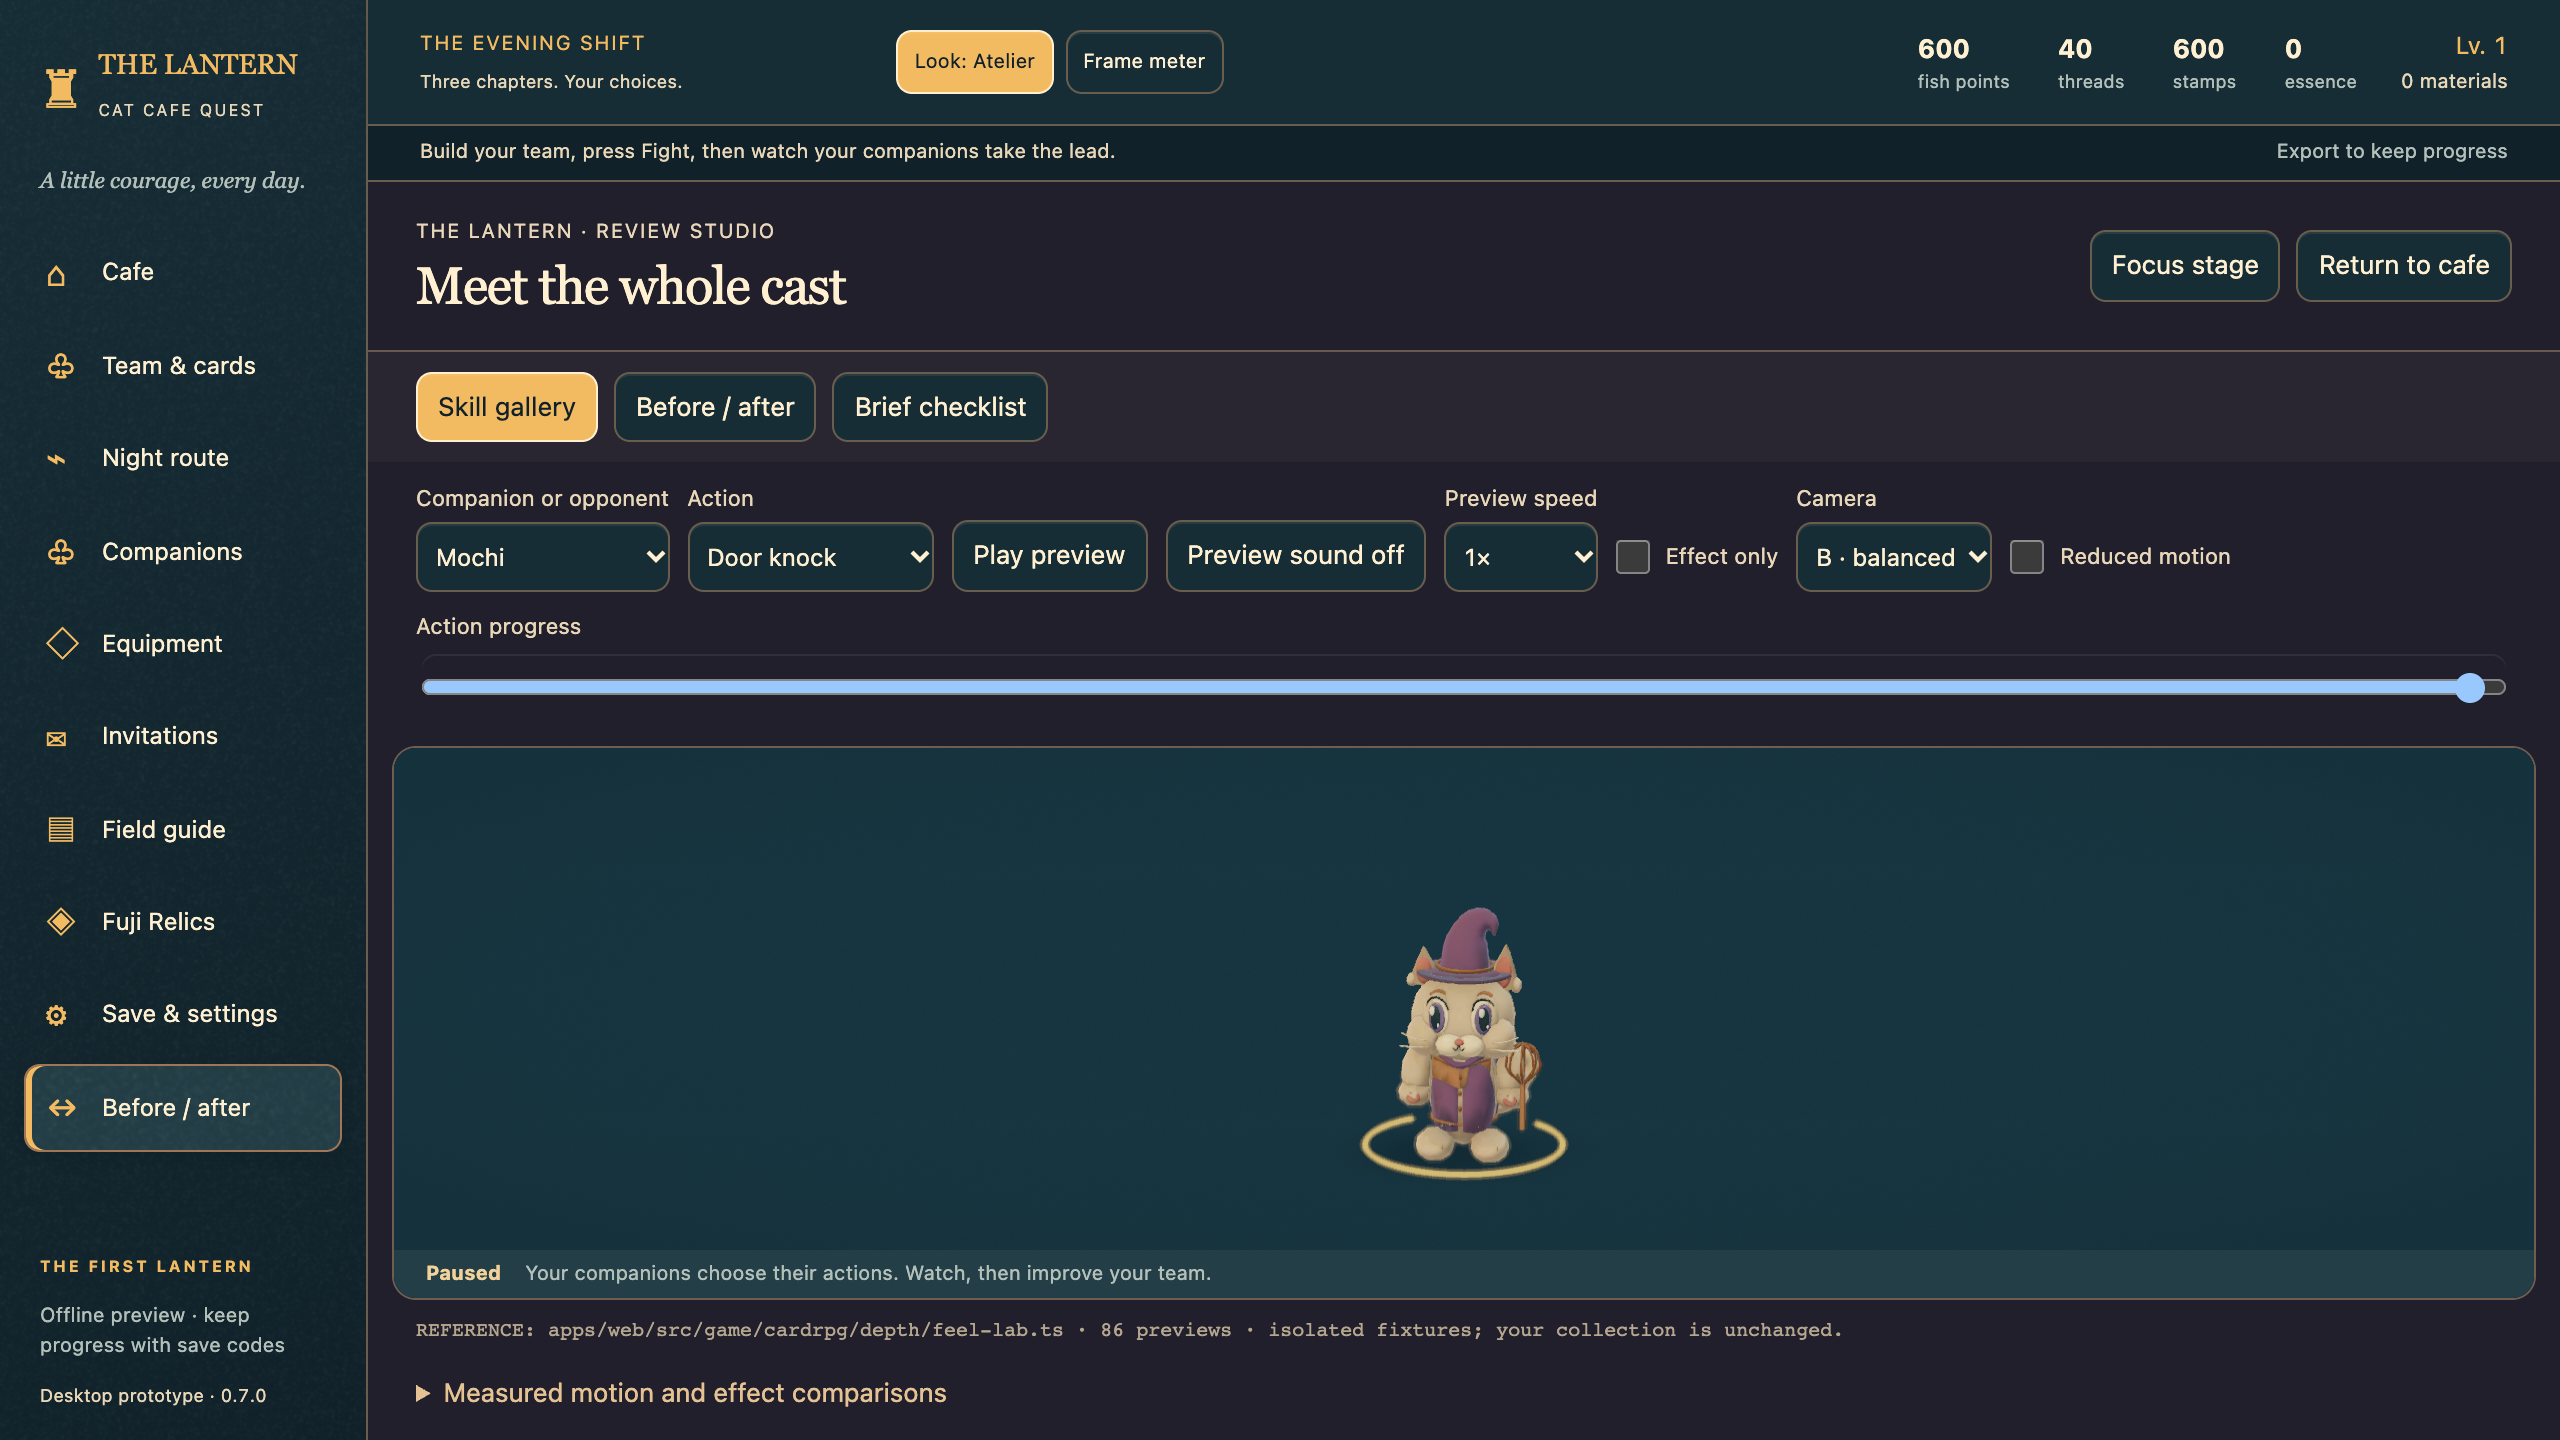 THE LANTERN
CAT CAFE QUEST
A little courage, every day.
Cafe
Team & cards
Night route
Companions
Equipment
Invitations
Field guide
Fuji Relics
Save & settings
Before / after
THE FIRST LANTERN
Offline preview · keep
progress with save codes
Desktop prototype · 0.7.0
THE EVENING SHIFT
Three chapters. Your choices.
Look: Atelier
Frame meter
600
fish points
40
threads
600
stamps
0
essence
Lv. 1
0 materials
Build your team, press Fight, then watch your companions take the lead.
Export to keep progress
THE LANTERN · REVIEW STUDIO
Meet the whole cast
Focus stage
Return to cafe
Skill gallery
Before / after
Brief checklist
Companion or opponent
Mochi
Action
Door knock
Play preview
Preview sound off
Preview speed
1×
Effect only
Camera
B · balanced
Reduced motion
Action progress
Paused Your companions choose their actions. Watch, then improve your team.
REFERENCE: apps/web/src/game/cardrpg/depth/feel-lab.ts · 86 previews · isolated fixtures; your collection is unchanged.
Measured motion and effect comparisons